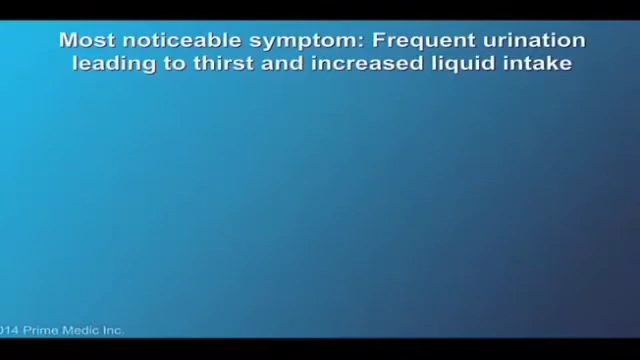 Most noticeable symptom: Frequent urination
leading to thirst and increased liquid intake
014 Prime Medic Inc.